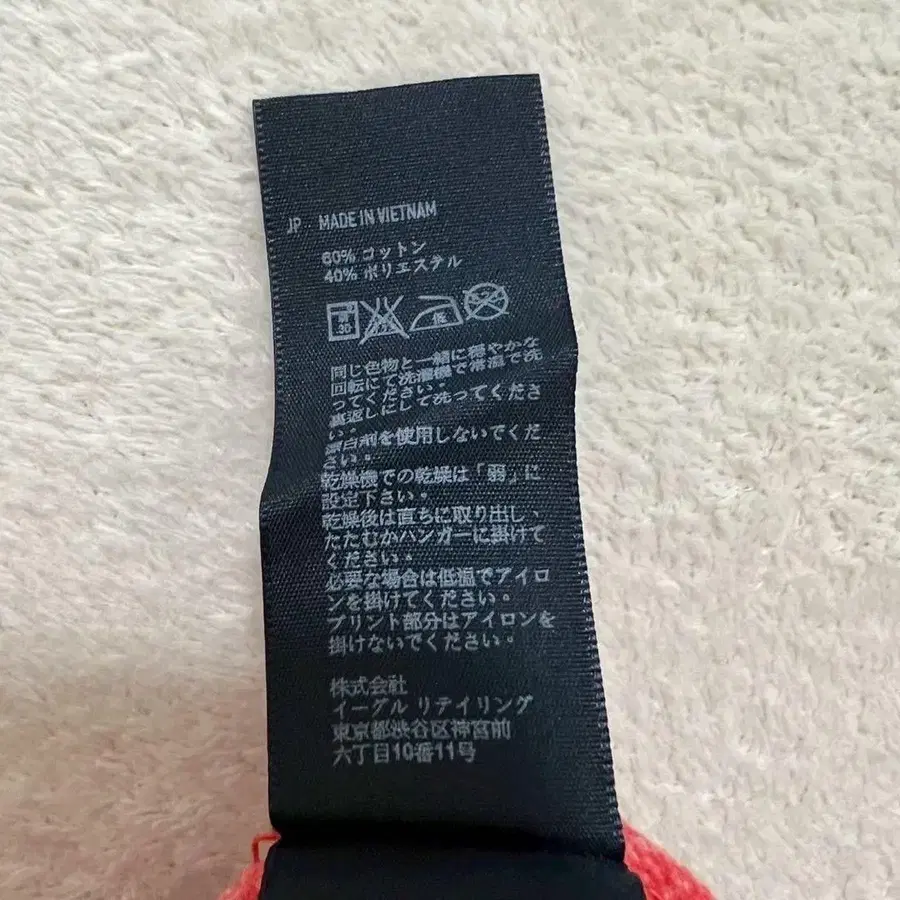 JP MADE IN VIETNAM
60% コットン
40% ポリエステル
弱
30
低
同じ色物と一緒に穏やかな
回転にて洗濯機で常温で洗
ってください。
裏返しにして洗ってくださ
い。
漂白剤を使用しないでくだ
さい。
乾燥機での乾燥は「弱」に
設定下さい。
乾燥後は直ちに取り出し、
たたむかハンガーに掛けて
ください。
必要な場合は低温でアイロ
ンを掛けてください。
プリント部分はアイロンを
掛けないでください。
株式会社
イーグル リテイリング
東京都渋谷区神宮前
六丁目10番11号